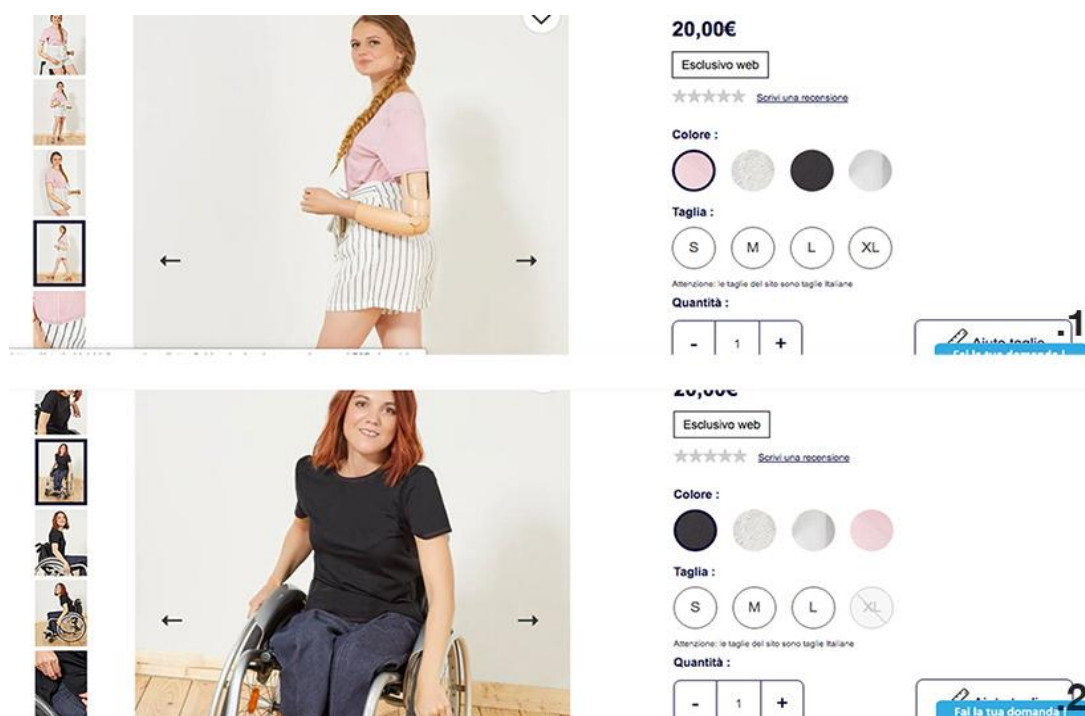 20,00€
Esclusivo web
Scrivi una recensione
Colore :
Taglia :
S M L XL
Attenzione: le taglie del sito sono taglie Italiane
Quantità :
- 1 +
Aiuto taglie
.1
Fai la tua domanda !
20,00€
Esclusivo web
Scrivi una recensione
Colore :
Taglia :
S M L XL
Attenzione: le taglie del sito sono taglie Italiane
Quantità :
- 1 +
.2
Fai la tua domanda !